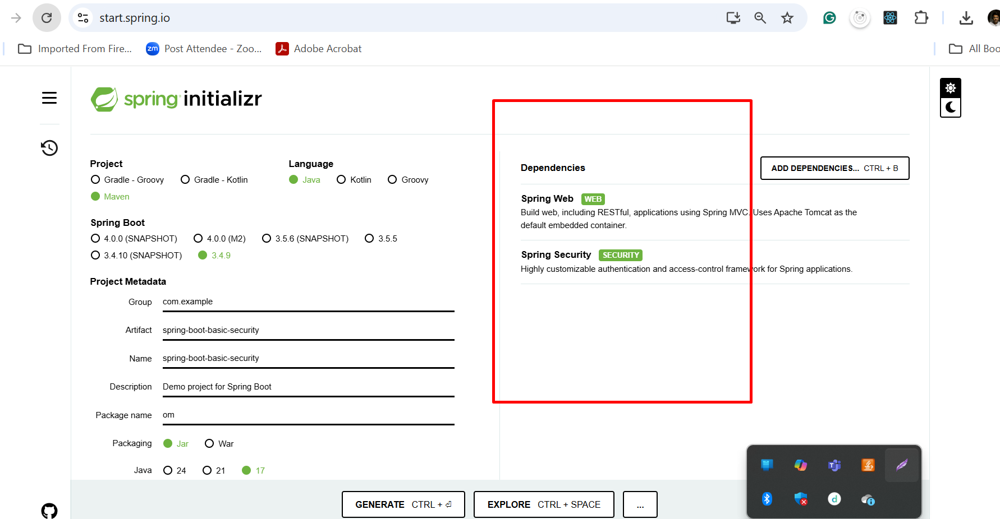 start.spring.io
Imported From Fire...
zm
Post Attendee - Zoo...
Adobe Acrobat
All Boo
spring initializr
Project
Gradle - Groovy
Gradle - Kotlin
Maven
Language
Java
Kotlin
Groovy
Spring Boot
4.0.0 (SNAPSHOT)
4.0.0 (M2)
3.5.6 (SNAPSHOT)
3.5.5
3.4.10 (SNAPSHOT)
3.4.9
Project Metadata
Group
com.example
Artifact
spring-boot-basic-security
Name
spring-boot-basic-security
Description
Demo project for Spring Boot
Package name
om
Packaging
Jar
War
Java
24
21
17
Dependencies
ADD DEPENDENCIES... CTRL + B
Spring Web WEB
Build web, including RESTful, applications using Spring MVC. Uses Apache Tomcat as the
default embedded container.
Spring Security SECURITY
Highly customizable authentication and access-control framework for Spring applications.
GENERATE CTRL + ⏎
EXPLORE CTRL + SPACE
...